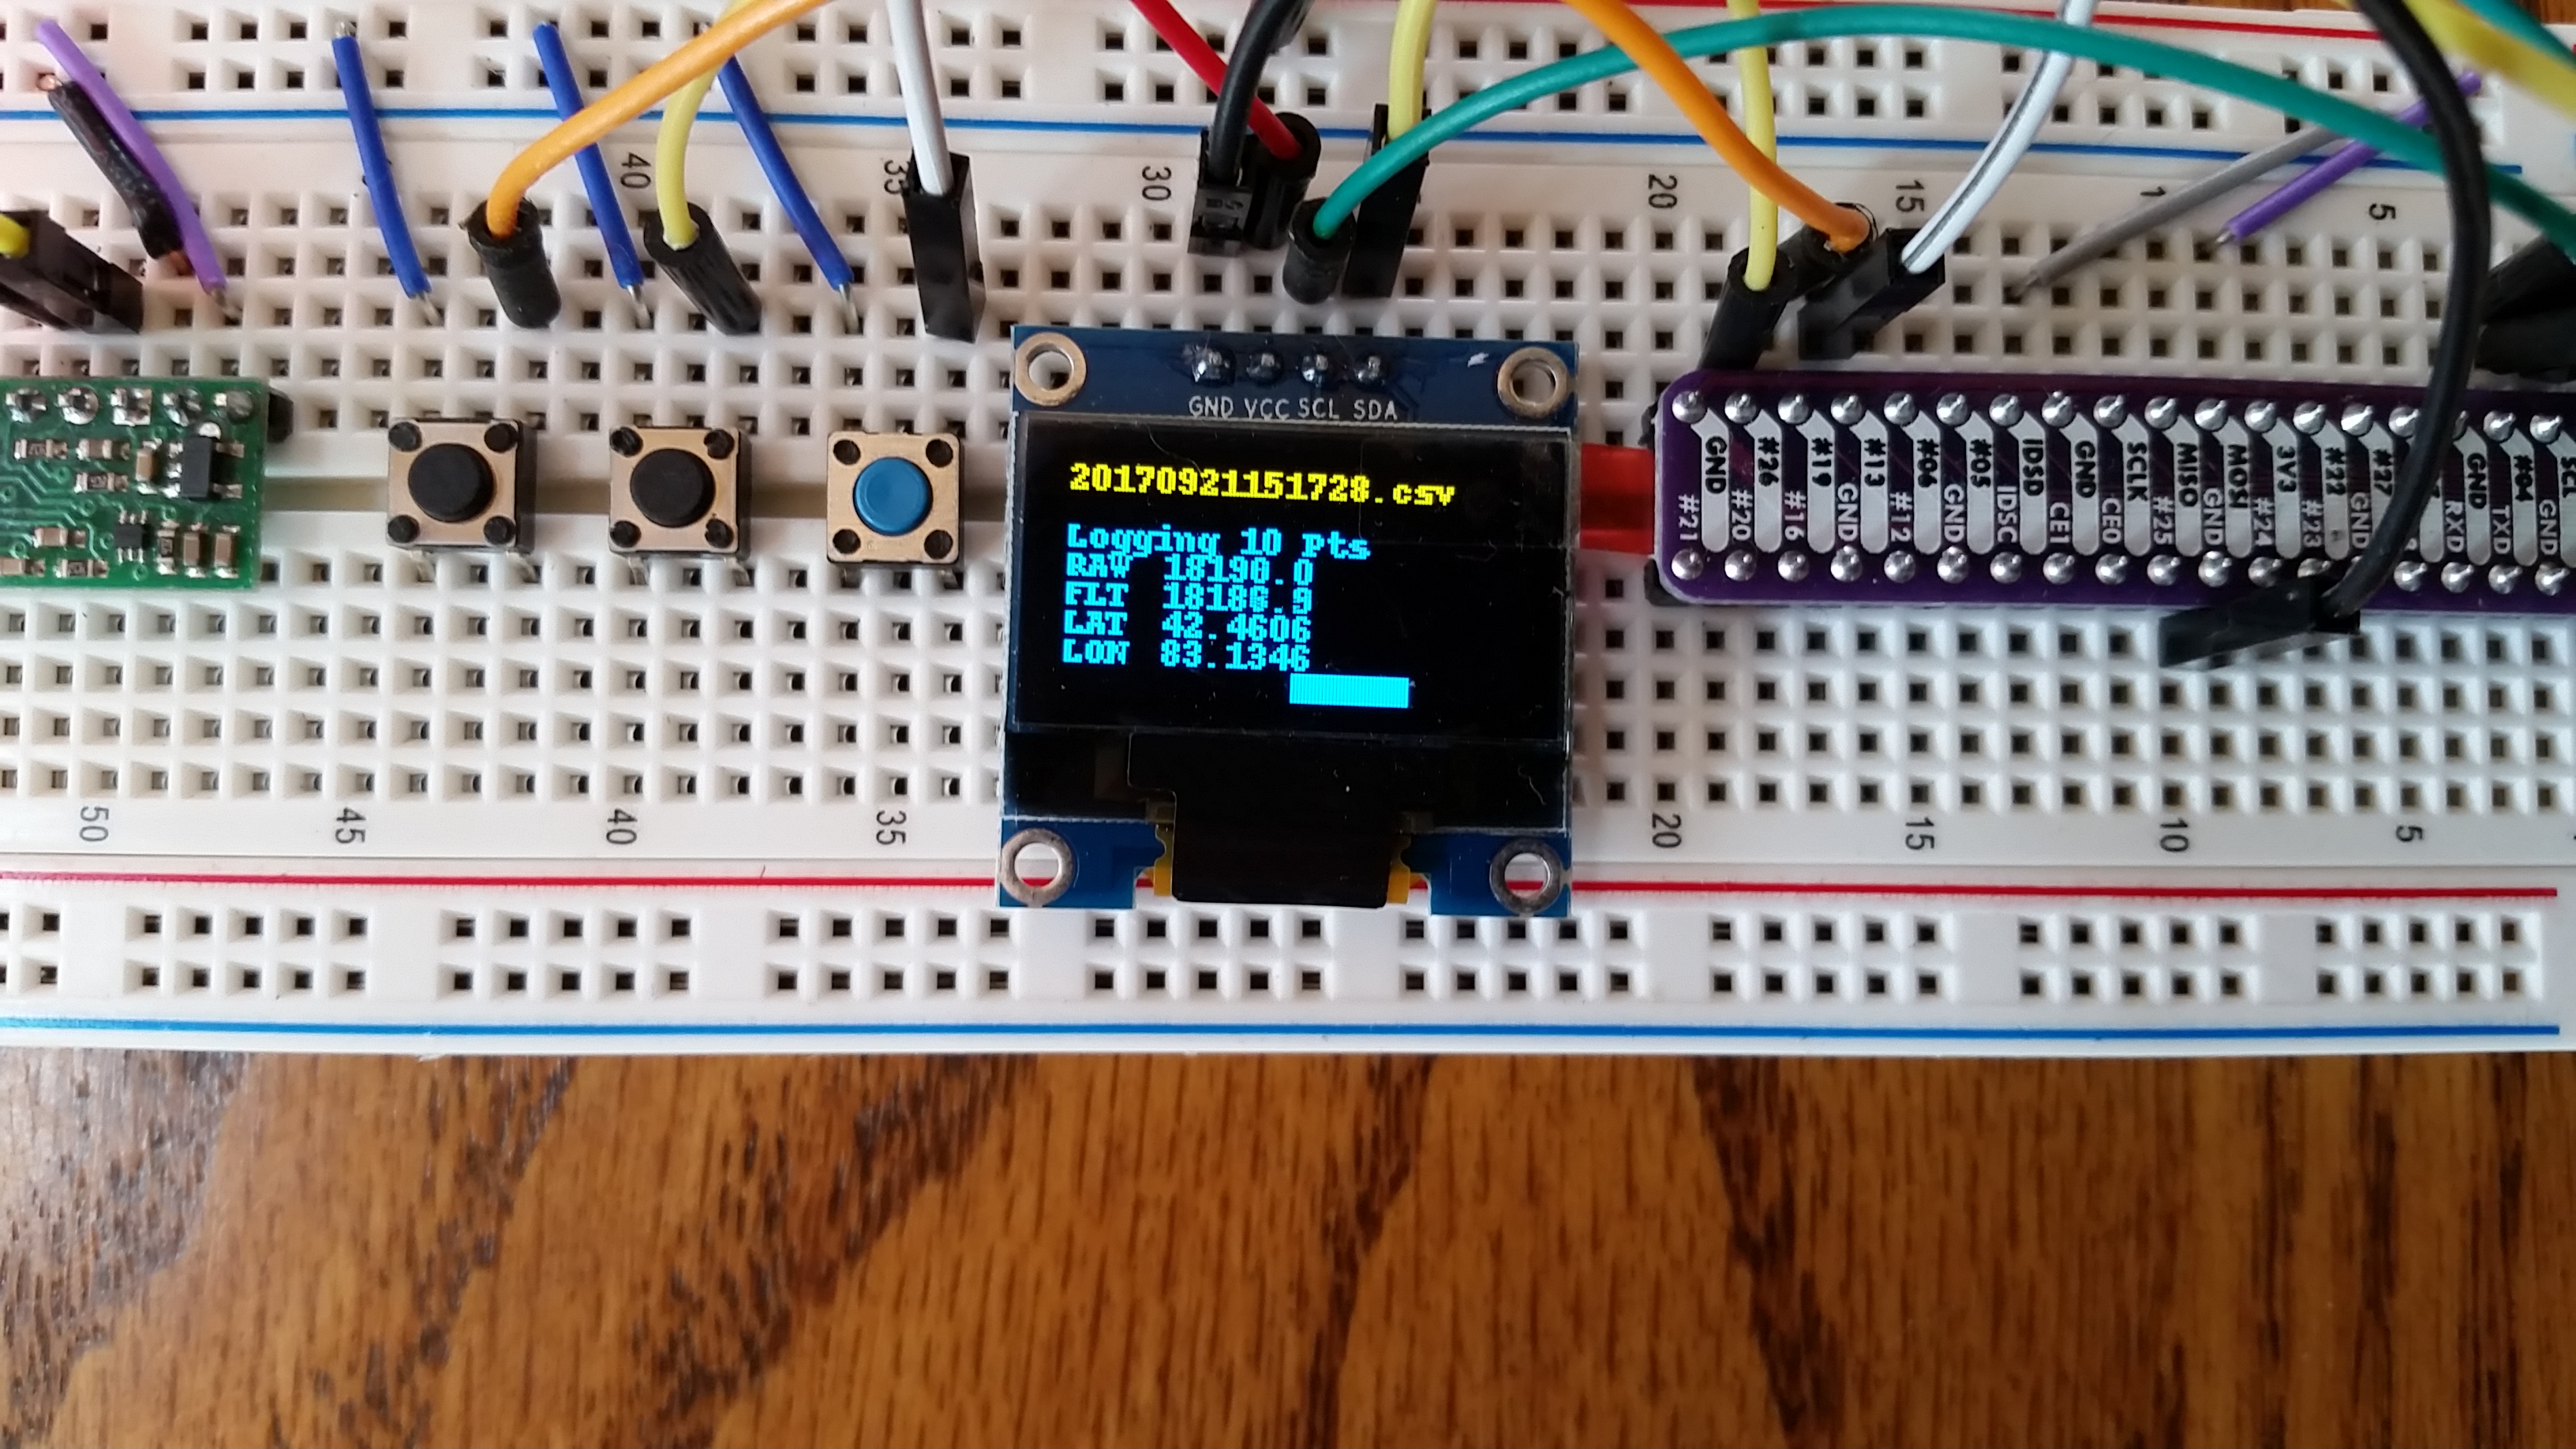 40
35
30
20
15
1
5
GND VCC SCL SDA
20170921151728.csv
Logging 10 pts
RAW 18190.0
FLT 18186.9
LAT 42.4606
LON 83.1346
GND #26 #19 #13 #06 #05 IDSD GND SCLK MISO MOSI 3V3 #22 #27 GND #04 SCL
#21 #20 #16 GND #12 GND IDSC CE1 CE0 #25 GND #24 #23 GND RXD TXD GND
50
45
40
35
20
15
10
5